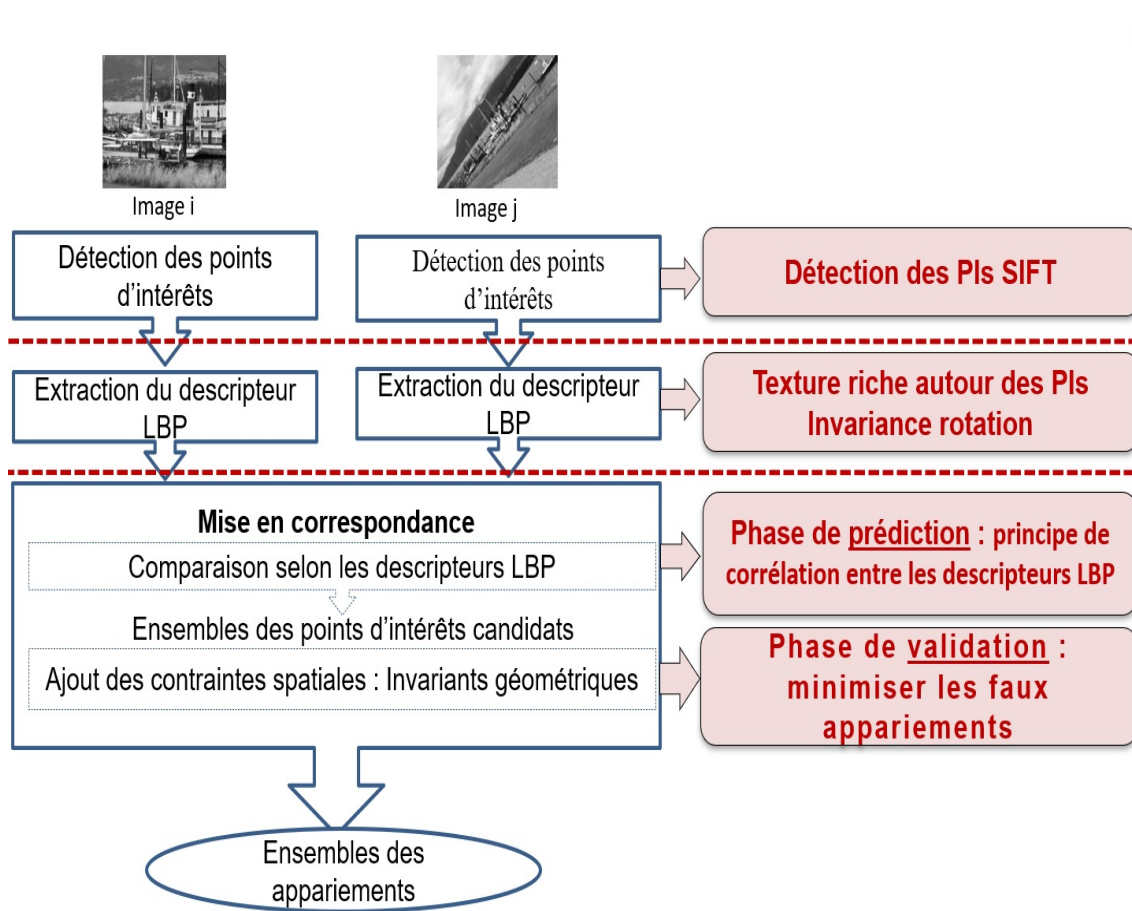 Image i
Image j
Détection des points
d'intérêts
Détection des points
d'intérêts
Détection des PIs SIFT
Extraction du descripteur
LBP
Extraction du descripteur
LBP
Texture riche autour des PIs
Invariance rotation
Mise en correspondance
Comparaison selon les descripteurs LBP
Ensembles des points d'intérêts candidats
Ajout des contraintes spatiales : Invariants géométriques
Phase de prédiction : principe de
corrélation entre les descripteurs LBP
Phase de validation :
minimiser les faux
appariements
Ensembles des
appariements